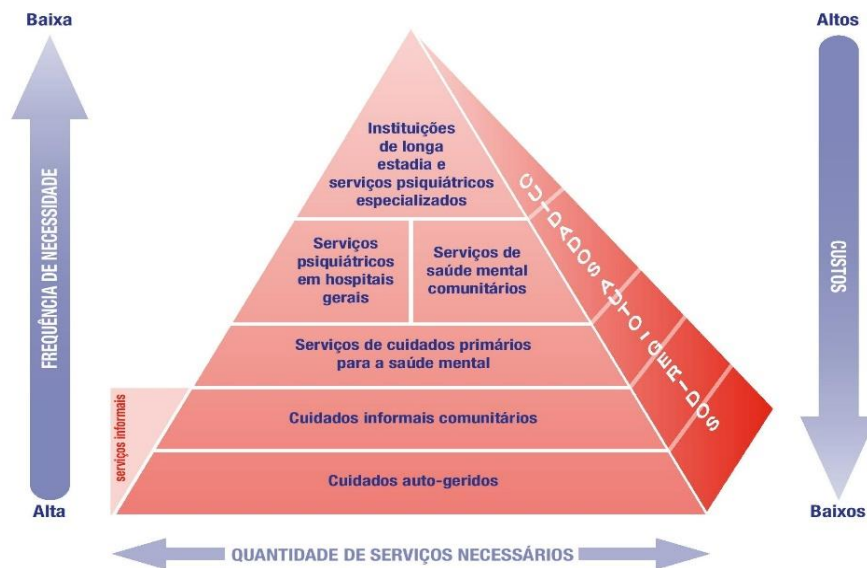 Baixa
Altos
Instituições
de longa
estadia e
serviços psiquiátricos
especializados
CUIDADOS AUTOIGERIDOS
FREQUÊNCIA DE NECESSIDADE
CUSTOS
Serviços
psiquiátricos
em hospitais
gerais
Serviços de
saúde mental
comunitários
Serviços de cuidados primários
para a saúde mental
serviços informais
Cuidados informais comunitários
Cuidados auto-geridos
Alta
Baixos
QUANTIDADE DE SERVIÇOS NECESSÁRIOS